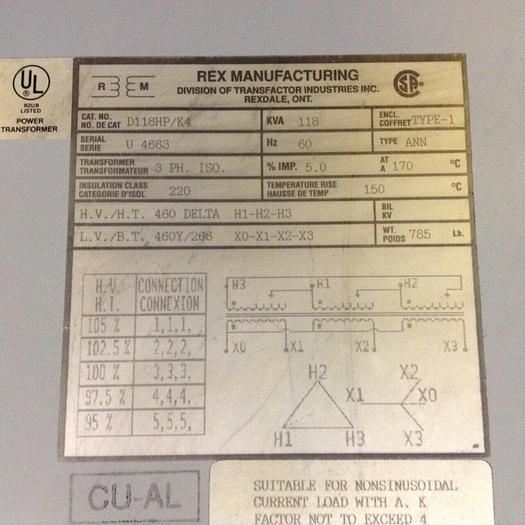 UL
82UB
LISTED
POWER
TRANSFORMER
R E M
REX MANUFACTURING
DIVISION OF TRANSFACTOR INDUSTRIES INC.
REXDALE, ONT.
CSA
CAT. NO.
NO. DE CAT D118HP/K4
KVA 118
ENCL.
COFFRET TYPE-1
SERIAL
SERIE U 4663
Hz 60
TYPE ANN
TRANSFORMER
TRANSFORMATEUR 3 PH. ISO.
% IMP. 5.0
AT
A 170 °C
INSULATION CLASS
CATEGORIE D'ISOL 220
TEMPERATURE RISE
HAUSSE DE TEMP 150 °C
H.V./H.T. 460 DELTA H1-H2-H3
BIL
KV
L.V./B.T. 460Y/266 X0-X1-X2-X3
WT.
POIDS 785 Lb.
H.V. CONNECTION
H.T. CONNEXION
105 % 1,1,1,
102.5 % 2,2,2,
100 % 3,3,3,
97.5 % 4,4,4,
95 % 5,5,5,
H3 H1 H2
X0 X1 X2 X3
H2 X2
X1 X0
H1 H3 X3
CU-AL
SUITABLE FOR NONSINUSOIDAL
CURRENT LOAD WITH A, K
FACTOR NOT TO EXCEED 4